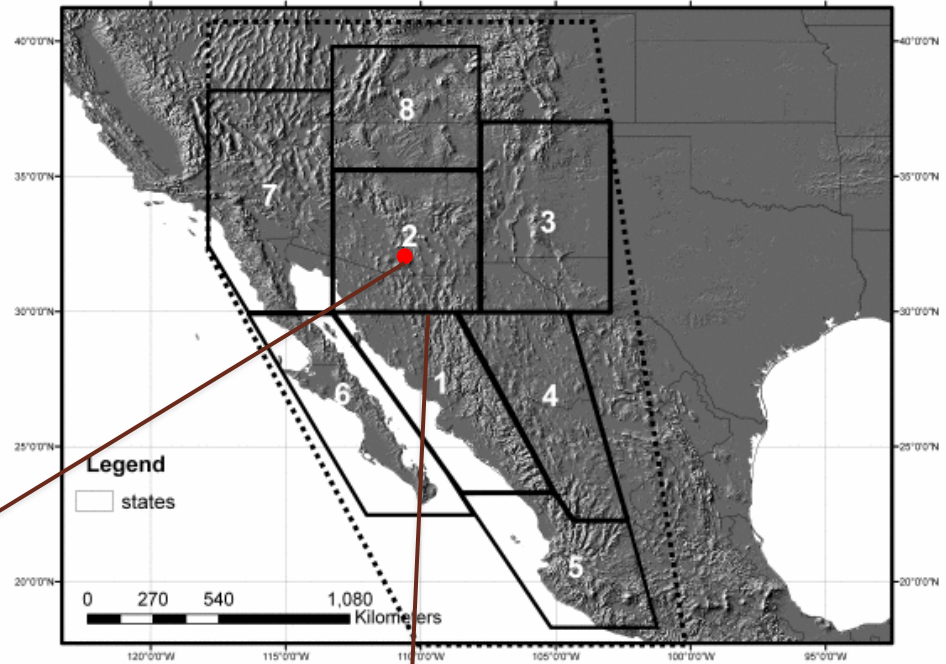 40°0'0"N
40°0'0"N
8
35°0'0"N
35°0'0"N
7
3
2
30°0'0"N
30°0'0"N
1
6
4
25°0'0"N
25°0'0"N
Legend
states
5
20°0'0"N
20°0'0"N
0 270 540 1,080
Kilometers
120°0'0"W 115°0'0"W 110°0'0"W 105°0'0"W 100°0'0"W 95°0'0"W